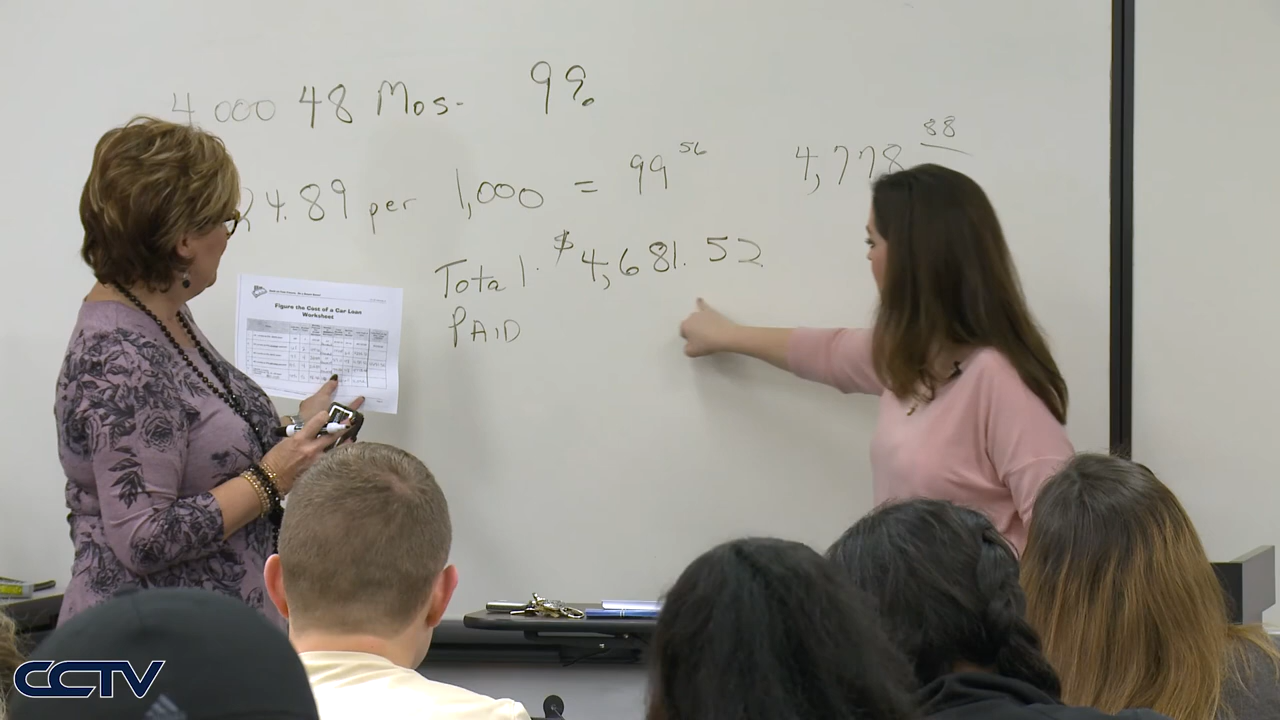 4 000 48 Mos. 9%
24.89 per 1,000 = 99 56
4,778 88
Total $4,681.52
PAID
Figure the Cost of a Car Loan
Worksheet
CCTV